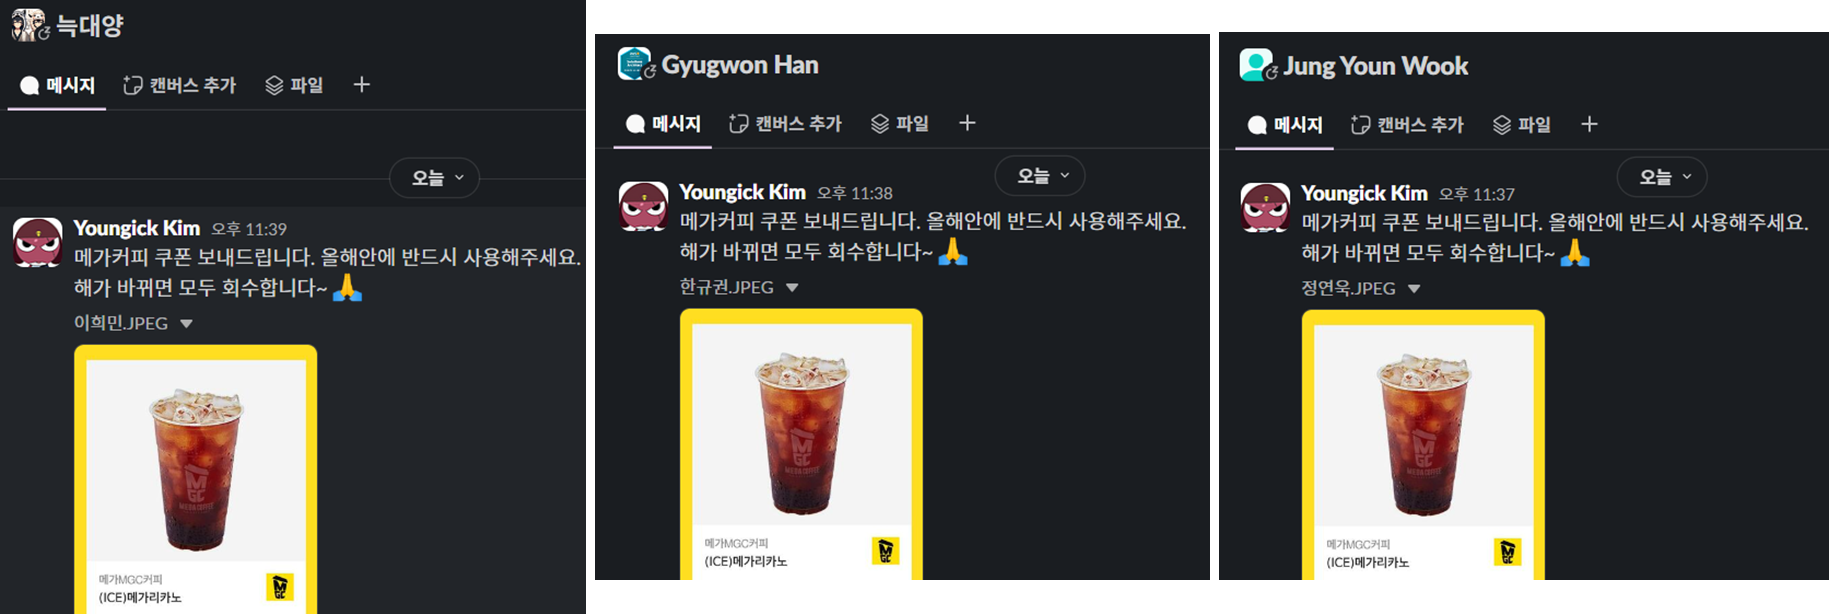 늑대양
메시지 캔버스 추가 파일
오늘
Youngick Kim 오후 11:39
메가커피 쿠폰 보내드립니다. 올해안에 반드시 사용해주세요.
해가 바뀌면 모두 회수합니다~ 🙏
이희민.JPEG
MGC
MEGA COFFEE
메가MGC커피
(ICE)메가리카노
Gyugwon Han
메시지 캔버스 추가 파일
오늘
Youngick Kim 오후 11:38
메가커피 쿠폰 보내드립니다. 올해안에 반드시 사용해주세요.
해가 바뀌면 모두 회수합니다~ 🙏
한규권.JPEG
MGC
MEGA COFFEE
메가MGC커피
(ICE)메가리카노
Jung Youn Wook
메시지 캔버스 추가 파일
오늘
Youngick Kim 오후 11:37
메가커피 쿠폰 보내드립니다. 올해안에 반드시 사용해주세요.
해가 바뀌면 모두 회수합니다~ 🙏
정연욱.JPEG
MGC
MEGA COFFEE
메가MGC커피
(ICE)메가리카노